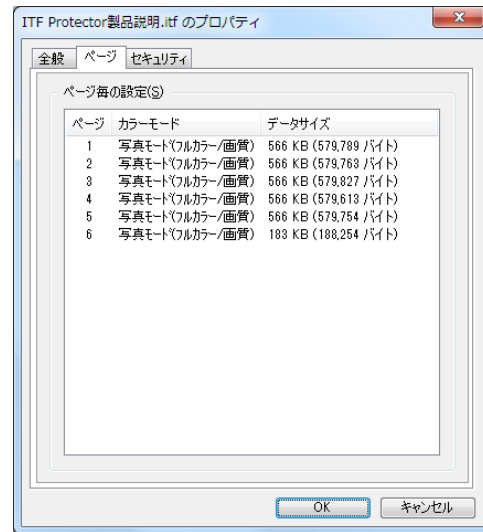 ITF Protector製品説明.itf のプロパティ
全般 ページ セキュリティ
ページ毎の設定(S)
ページ カラーモード データサイズ
1 写真モード(フルカラー/画質) 566 KB (579,789 バイト)
2 写真モード(フルカラー/画質) 566 KB (579,763 バイト)
3 写真モード(フルカラー/画質) 566 KB (579,827 バイト)
4 写真モード(フルカラー/画質) 566 KB (579,613 バイト)
5 写真モード(フルカラー/画質) 566 KB (579,754 バイト)
6 写真モード(フルカラー/画質) 183 KB (188,254 バイト)
OK キャンセル